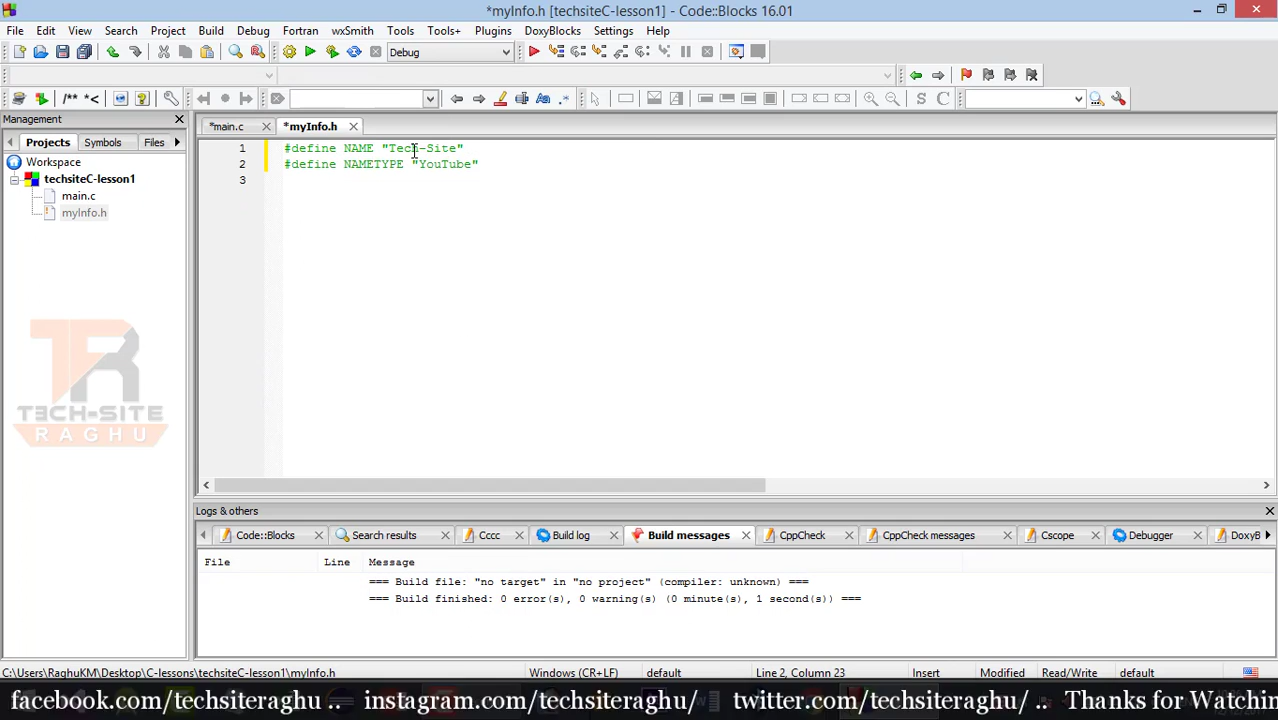 *myInfo.h [techsiteC-lesson1] - Code::Blocks 16.01
File Edit View Search Project Build Debug Fortran wxSmith Tools Tools+ Plugins DoxyBlocks Settings Help
Debug
/** *<
S C
Management
Projects Symbols Files
Workspace
techsiteC-lesson1
main.c
myInfo.h
*main.c *myInfo.h
1 #define NAME "Tech-Site"
2 #define NAMETYPE "YouTube"
3
TECH-SITE
RAGHU
Logs & others
Code::Blocks Search results Cccc Build log Build messages CppCheck CppCheck messages Cscope Debugger DoxyB
File Line Message
=== Build file: "no target" in "no project" (compiler: unknown) ===
=== Build finished: 0 error(s), 0 warning(s) (0 minute(s), 1 second(s)) ===
C:\Users\RaghuKM\Desktop\C-lessons\techsiteC-lesson1\myInfo.h Windows (CR+LF) default Line 2, Column 23 Insert Modified Read/Write default
facebook.com/techsiteraghu .. instagram.com/techsiteraghu/ .. twitter.com/techsiteraghu/ .. Thanks for Watchin